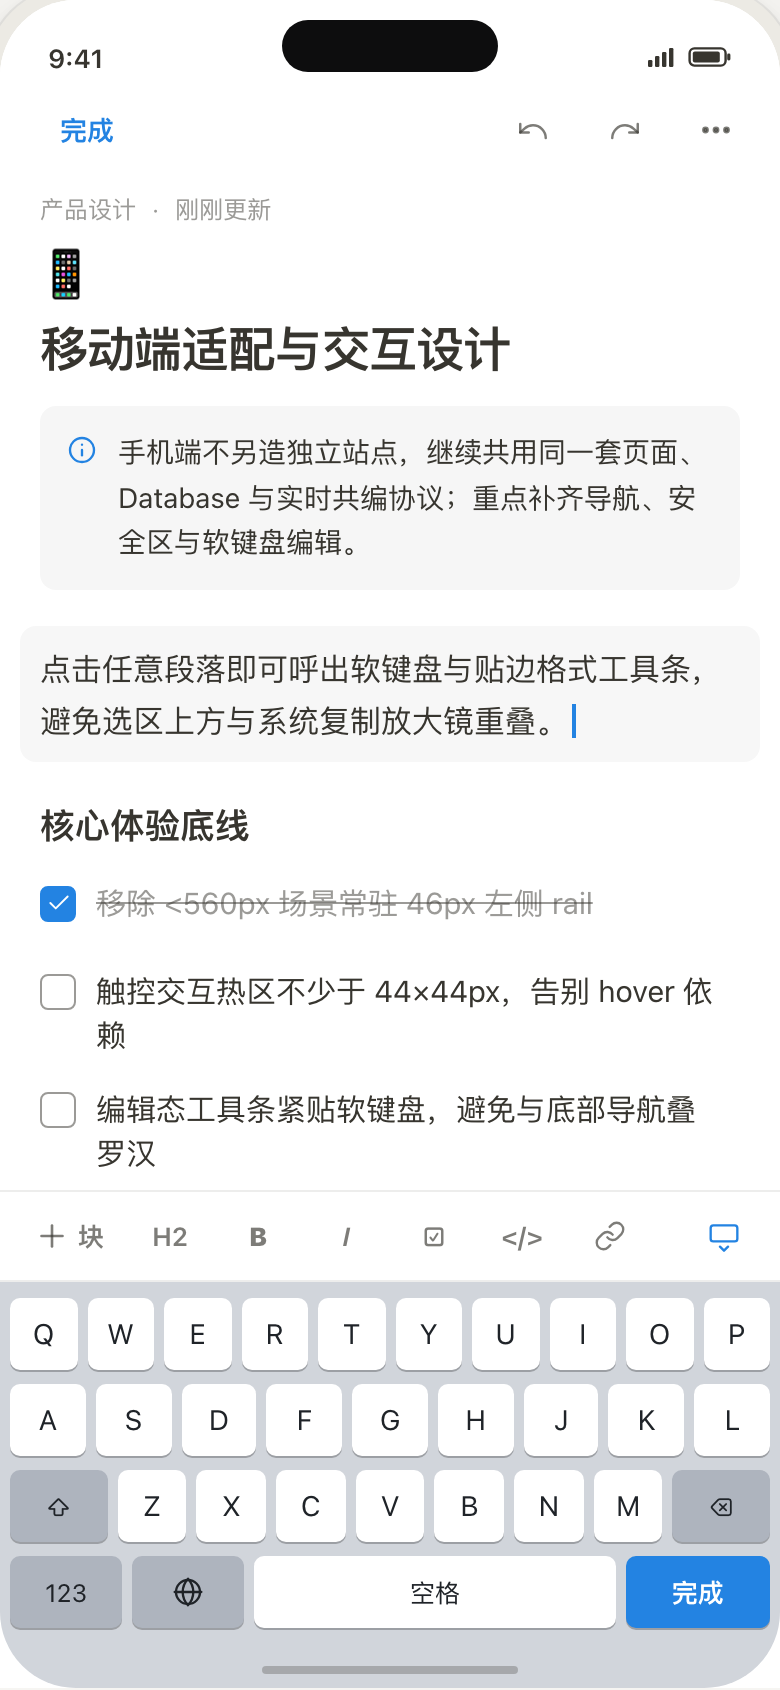 9:41
完成
产品设计 · 刚刚更新
移动端适配与交互设计
手机端不另造独立站点，继续共用同一套页面、
Database 与实时共编协议；重点补齐导航、安
全区与软键盘编辑。
点击任意段落即可呼出软键盘与贴边格式工具条，
避免选区上方与系统复制放大镜重叠。
核心体验底线
移除 <560px 场景常驻 46px 左侧 rail
触控交互热区不少于 44×44px，告别 hover 依
赖
编辑态工具条紧贴软键盘，避免与底部导航叠
罗汉
+ 块 H2 B I </>
Q W E R T Y U I O P
A S D F G H J K L
Z X C V B N M
123 空格 完成